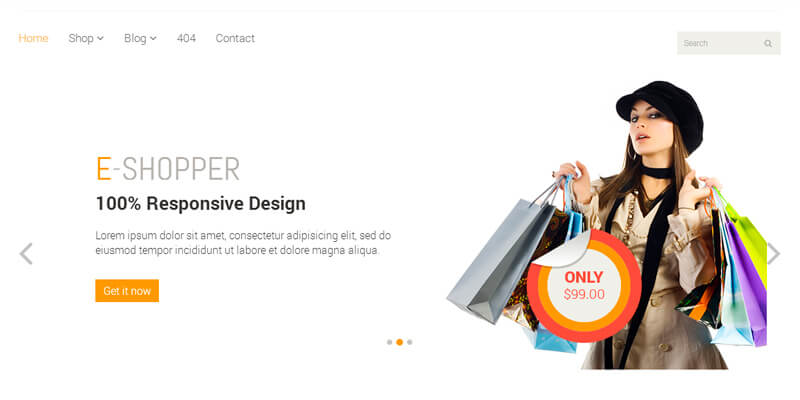 Home Shop Blog 404 Contact
Search
E-SHOPPER
100% Responsive Design
Lorem ipsum dolor sit amet, consectetur adipisicing elit, sed do
eiusmod tempor incididunt ut labore et dolore magna aliqua.
Get it now
ONLY
$99.00